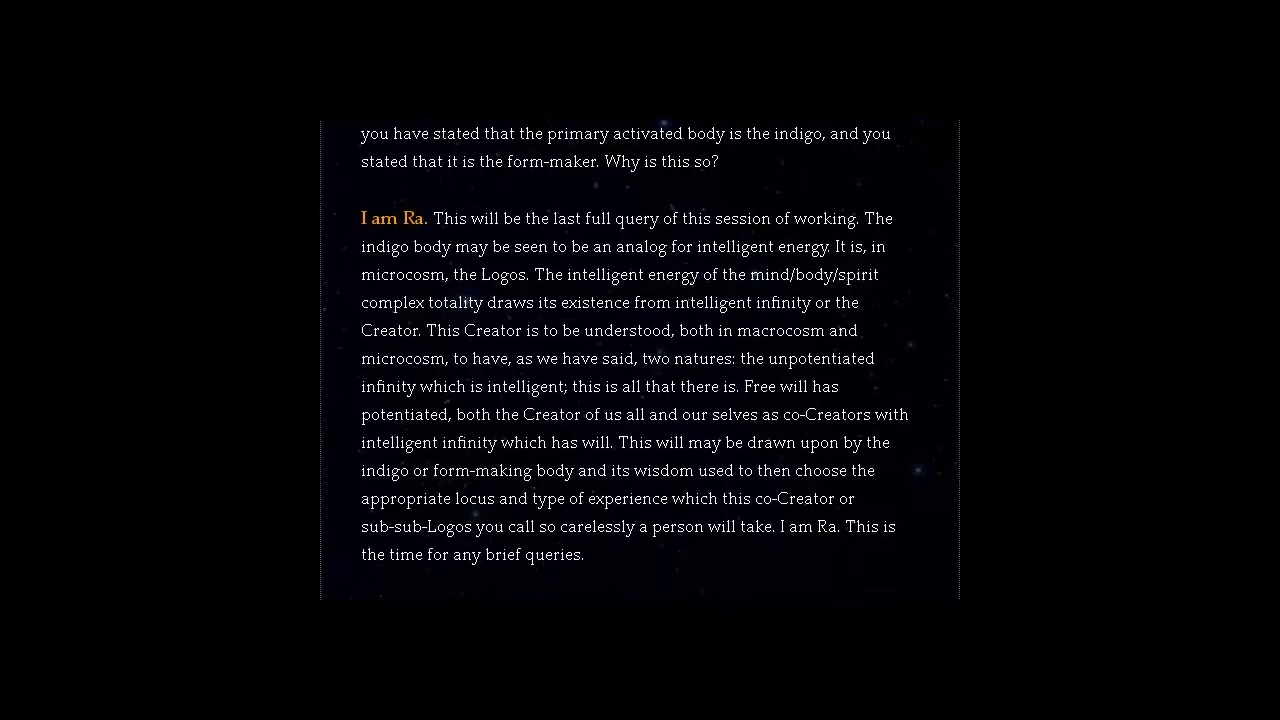 you have stated that the primary activated body is the indigo, and you
stated that it is the form-maker. Why is this so?
I am Ra. This will be the last full query of this session of working. The
indigo body may be seen to be an analog for intelligent energy. It is, in
microcosm, the Logos. The intelligent energy of the mind/body/spirit
complex totality draws its existence from intelligent infinity or the
Creator. This Creator is to be understood, both in macrocosm and
microcosm, to have, as we have said, two natures: the unpotentiated
infinity which is intelligent; this is all that there is. Free will has
potentiated, both the Creator of us all and our selves as co-Creators with
intelligent infinity which has will. This will may be drawn upon by the
indigo or form-making body and its wisdom used to then choose the
appropriate locus and type of experience which this co-Creator or
sub-sub-Logos you call so carelessly a person will take. I am Ra. This is
the time for any brief queries.